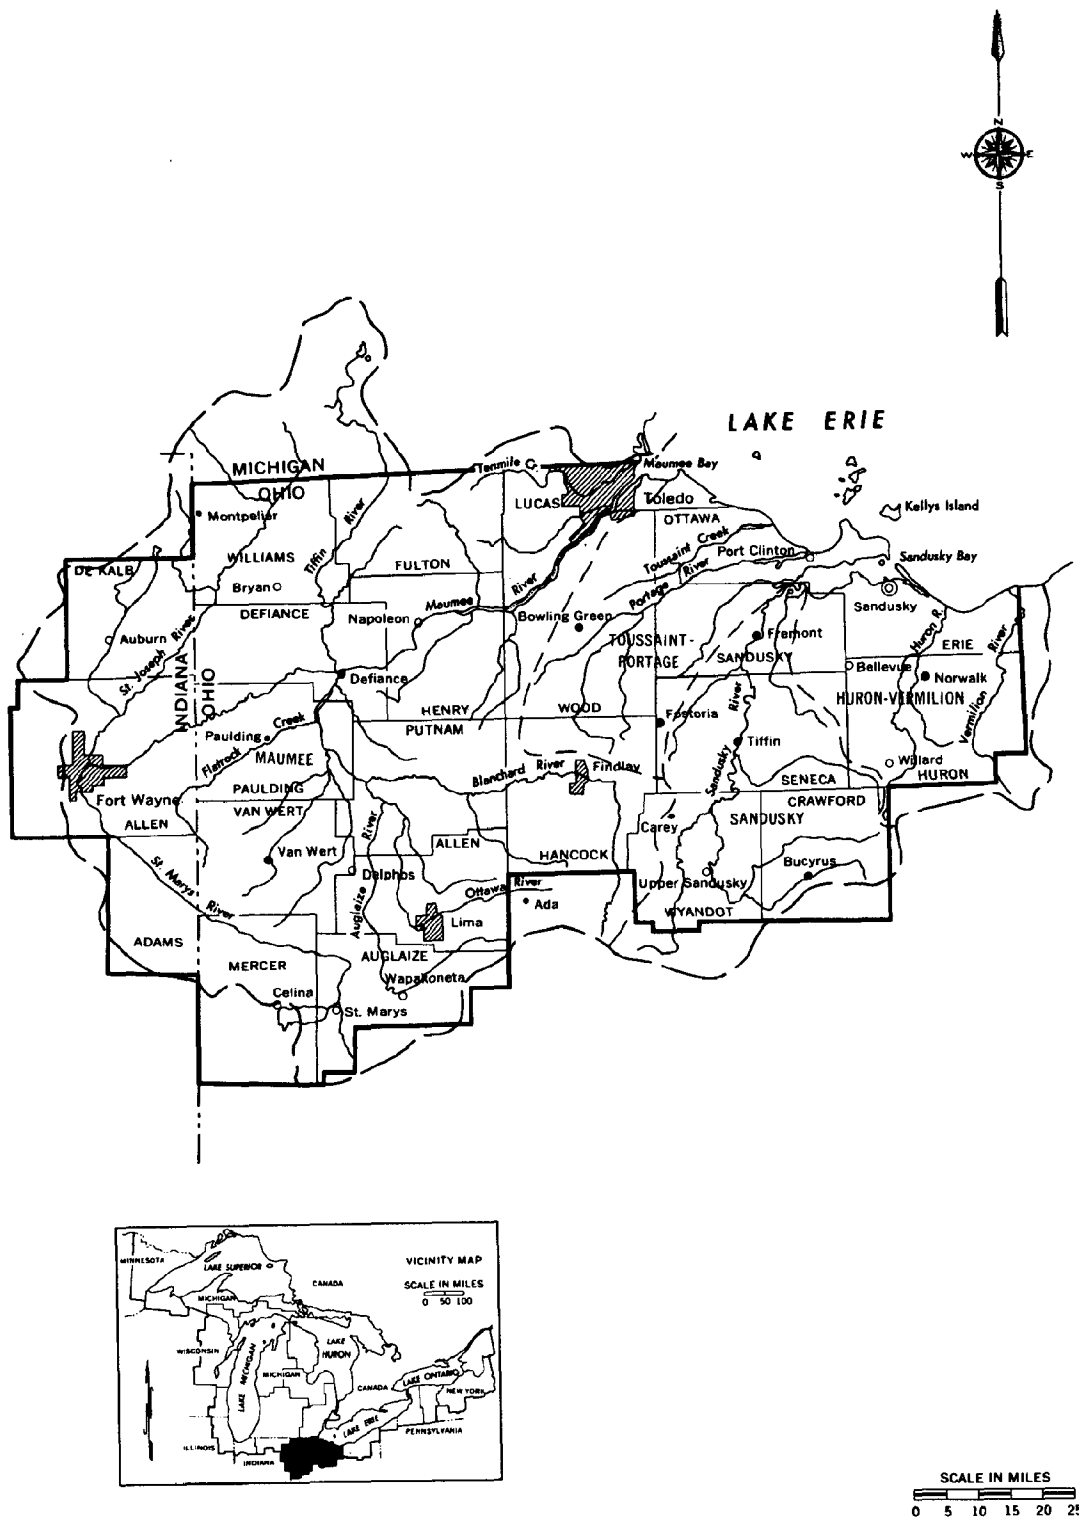 N
W E
S
LAKE ERIE
MICHIGAN
OHIO
Tenmile Cr.
Maumee Bay
LUCAS
Toledo
Kellys Island
Montpelier
River
OTTAWA
Toussaint Creek
Port Clinton
Sandusky Bay
WILLIAMS
Tiffin
FULTON
DE KALB
Bryan
River
Portage River
Sandusky
DEFIANCE
Maumee
Napoleon
Bowling Green
Huron R.
River
Auburn
St. Joseph River
Fremont
TOUSSAINT-
PORTAGE
SANDUSKY
ERIE
Bellevue
INDIANA
OHIO
Defiance
Norwalk
River
HURON-VERMILION
HENRY
WOOD
Fostoria
Vermilion
Paulding
Flatrock Creek
PUTNAM
Tiffin
MAUMEE
Blanchard River
Findlay
Sandusky
Willard
HURON
SENECA
Fort Wayne
PAULDING
VAN WERT
CRAWFORD
ALLEN
River
SANDUSKY
Carey
ALLEN
Van Wert
HANCOCK
Bucyrus
St. Marys
River
Delphos
Ottawa River
Upper Sandusky
Auglaize
Ada
WYANDOT
Lima
ADAMS
AUGLAIZE
MERCER
Wapakoneta
Celina
St. Marys
VICINITY MAP
MINNESOTA
LAKE SUPERIOR
CANADA
SCALE IN MILES
0 50 100
MICHIGAN
WISCONSIN
LAKE
HURON
LAKE MICHIGAN
MICHIGAN
CANADA
LAKE ONTARIO
NEW YORK
LAKE ERIE
PENNSYLVANIA
ILLINOIS
INDIANA
SCALE IN MILES
0 5 10 15 20 25